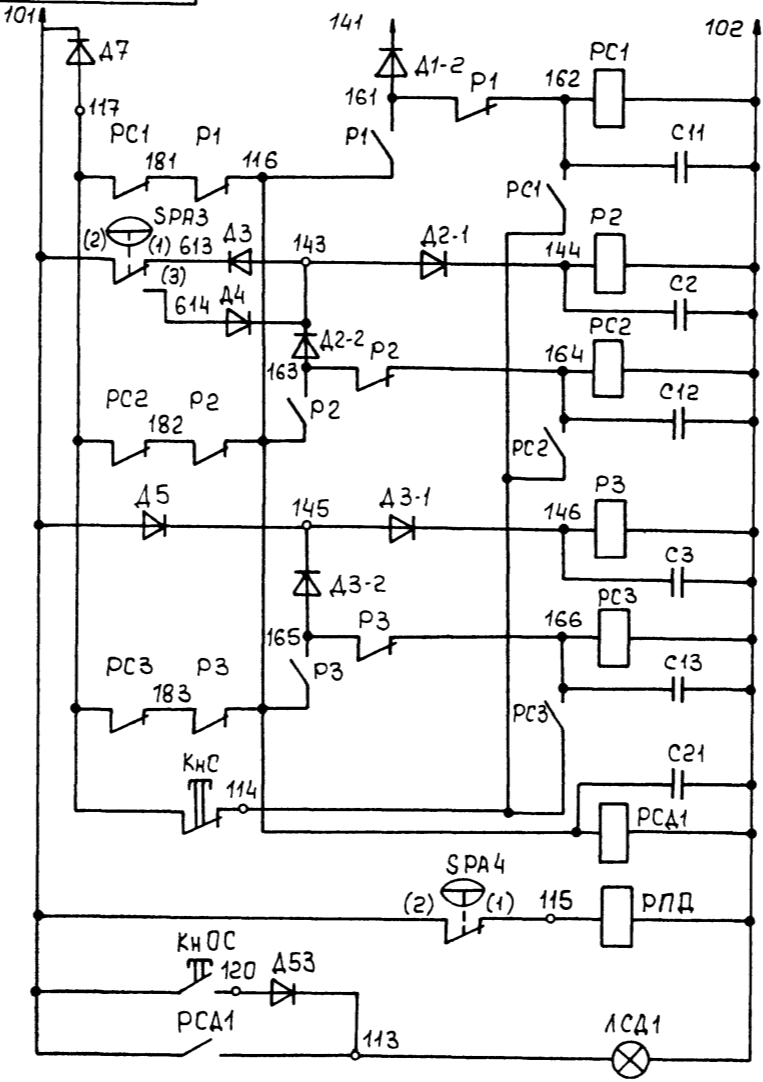 101 141 102
Д7 Д1-2 Р1 162 РС1
117 161
РС1 181 Р1 116 Р1 С11
РС1
SPA3 Р2
(2) (1) 613 Д3 143 Д2-1 144
(3)
614 Д4 С2
Д2-2 Р2 РС2
163 164
РС2 182 Р2 Р2 С12
РС2
Д5 145 Д3-1 146 Р3
С3
Д3-2 РС3
165 Р3 166
РС3 183 Р3 Р3 С13
РС3
КнС 114 С21
РСД1
SPA4
(2) (1) 115 РПД
КнОС 120 Д53
РСД1 113 ЛСД1